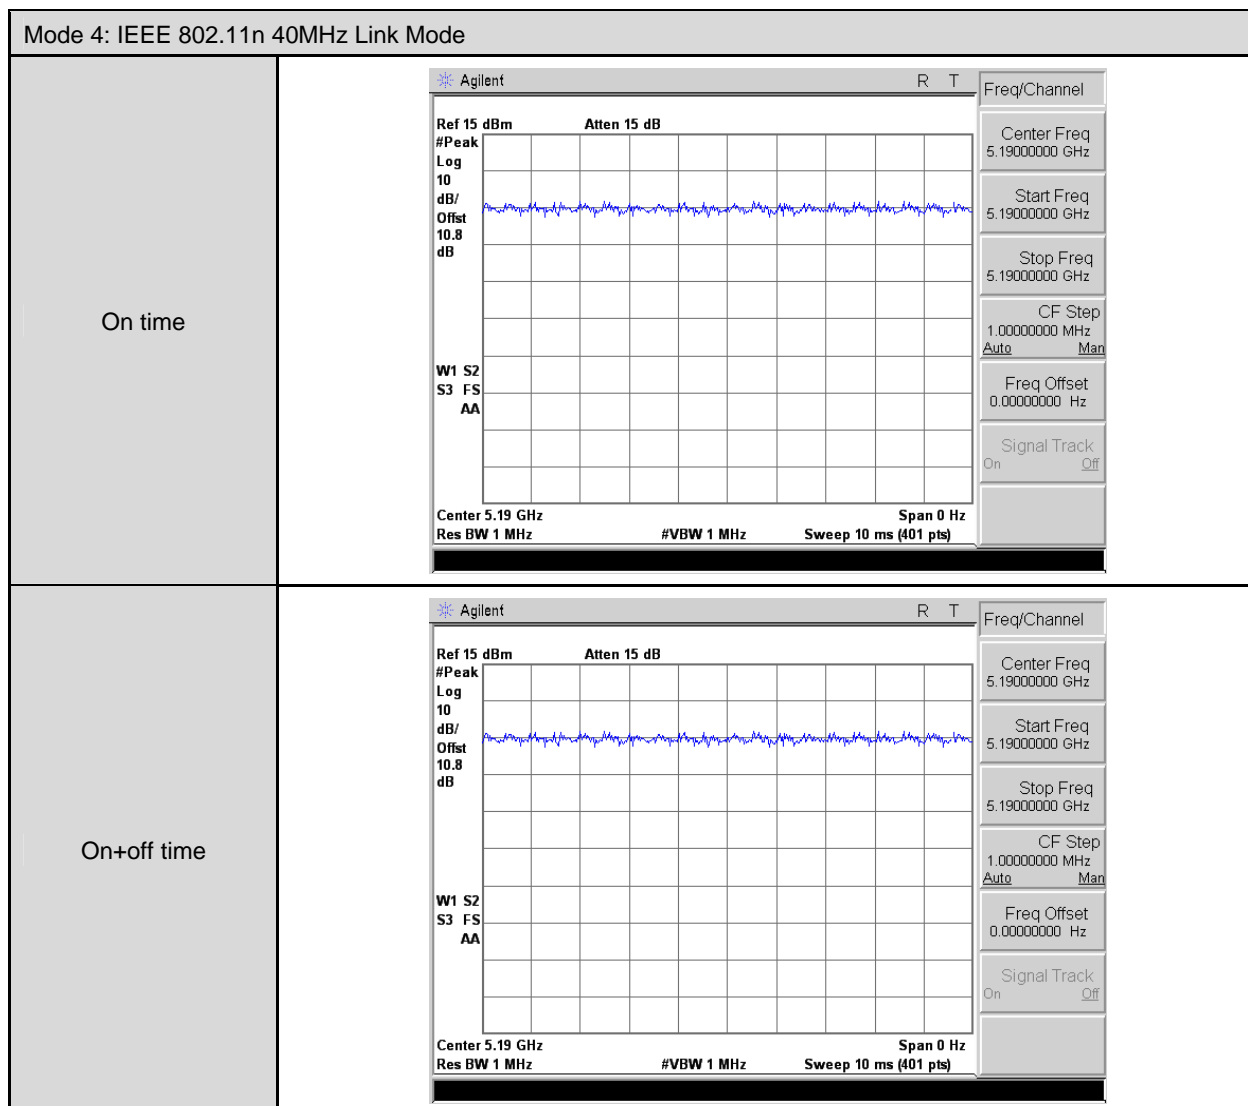 Mode 4: IEEE 802.11n 40MHz Link Mode
On time
Agilent R T
Freq/Channel
Ref 15 dBm Atten 15 dB
#Peak
Log
10
dB/
Offst
10.8
dB
W1 S2
S3 FS
AA
Center 5.19 GHz Span 0 Hz
Res BW 1 MHz #VBW 1 MHz Sweep 10 ms (401 pts)
Center Freq
5.19000000 GHz
Start Freq
5.19000000 GHz
Stop Freq
5.19000000 GHz
CF Step
1.00000000 MHz
Auto Man
Freq Offset
0.00000000 Hz
Signal Track
On Off
On+off time
Agilent R T
Freq/Channel
Ref 15 dBm Atten 15 dB
#Peak
Log
10
dB/
Offst
10.8
dB
W1 S2
S3 FS
AA
Center 5.19 GHz Span 0 Hz
Res BW 1 MHz #VBW 1 MHz Sweep 10 ms (401 pts)
Center Freq
5.19000000 GHz
Start Freq
5.19000000 GHz
Stop Freq
5.19000000 GHz
CF Step
1.00000000 MHz
Auto Man
Freq Offset
0.00000000 Hz
Signal Track
On Off